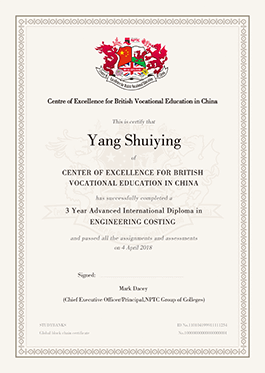 Centre of Excellence for British Vocational Education in China
This is certify that
Yang Shuiying
of
CENTER OF EXCELLENCE FOR BRITISH
VOCATIONAL EDUCATION IN CHINA
has successfully completed a
3 Year Advanced International Diploma in
ENGINEERING COSTING
and passed all the assignments and assessments
on 4 April 2018
Signed:
Mark Dacey
(Chief Executive Officer/Principal,NPTC Group of Colleges)